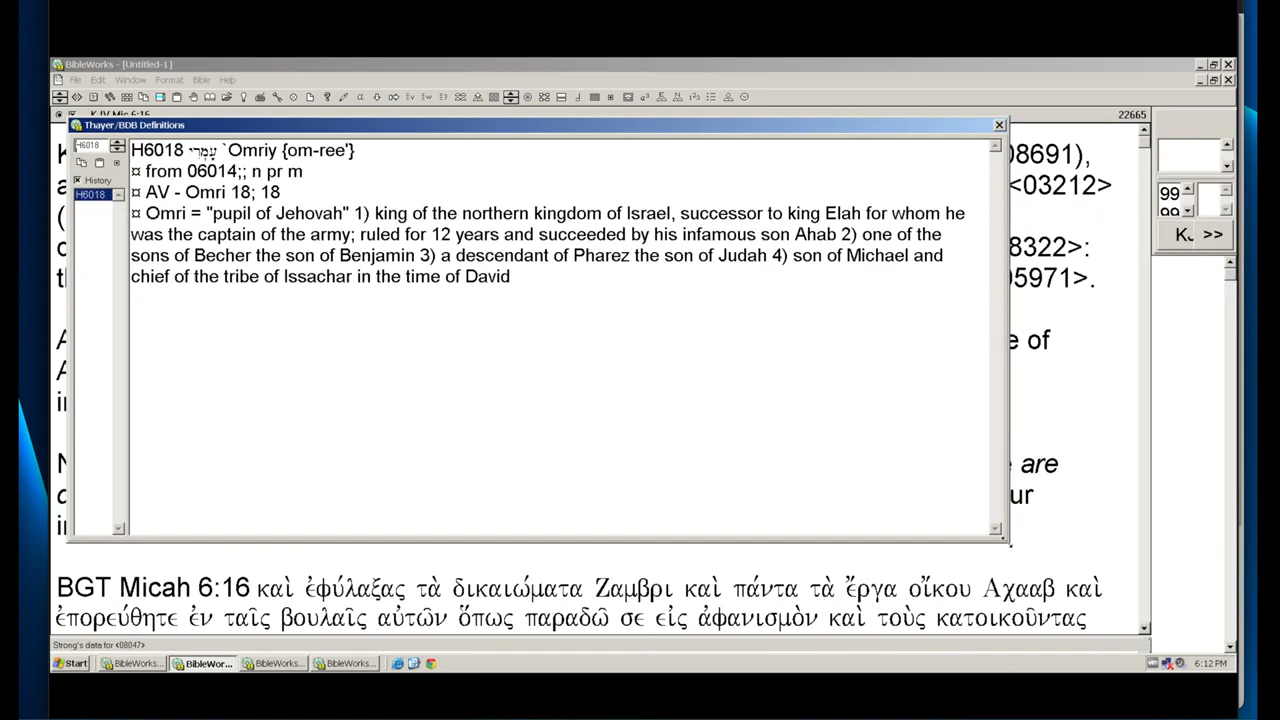 BibleWorks - [Untitled-1]
File Edit Window Format Bible Help
KJV Mic 6:16
22665
Thayer/BDB Definitions
H6018
History
H6018
H6018 עָמְרִי `Omriy {om-ree'}
¤ from 06014;; n pr m
¤ AV - Omri 18; 18
¤ Omri = "pupil of Jehovah" 1) king of the northern kingdom of Israel, successor to king Elah for whom he
was the captain of the army; ruled for 12 years and succeeded by his infamous son Ahab 2) one of the
sons of Becher the son of Benjamin 3) a descendant of Pharez the son of Judah 4) son of Michael and
chief of the tribe of Issachar in the time of David
08691),
<03212>
8322>:
05971>.
e of
are
ur
99
>>
BGT Micah 6:16 καὶ ἐφύλαξας τὰ δικαιώματα Ζαμβρι καὶ πάντα τὰ ἔργα οἴκου Αχααβ καὶ
ἐπορεύθητε ἐν ταῖς βουλαῖς αὐτῶν ὅπως παραδῶ σε εἰς ἀφανισμὸν καὶ τοὺς κατοικοῦντας
Strong's data for <08047>
Start BibleWorks... BibleWor... BibleWorks... BibleWorks... 6:12 PM